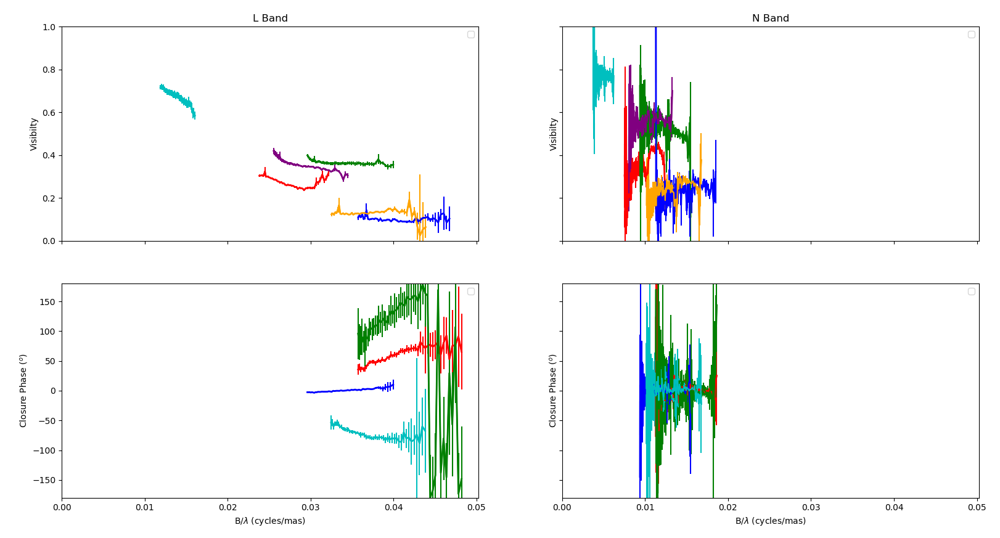 L Band
N Band
1.0
0.8
0.6
0.4
0.2
0.0
Visibilty
Visibilty
150
100
50
0
−50
−100
−150
Closure Phase (°)
Closure Phase (°)
0.00 0.01 0.02 0.03 0.04 0.05
0.00 0.01 0.02 0.03 0.04 0.05
B/λ (cycles/mas)
B/λ (cycles/mas)